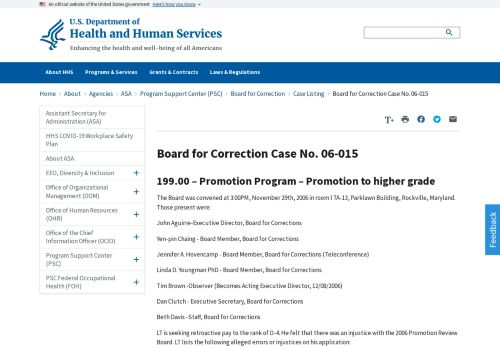 An official website of the United States government Here's how you know
U.S. Department of
Health and Human Services
Enhancing the health and well-being of all Americans
About HHS Programs & Services Grants & Contracts Laws & Regulations
Home › About › Agencies › ASA › Program Support Center (PSC) › Board for Correction › Case Listing › Board for Correction Case No. 06-015
Assistant Secretary for
Administration (ASA)
HHS COVID-19 Workplace Safety
Plan
About ASA
EEO, Diversity & Inclusion +
Office of Organizational
Management (OOM) +
Office of Human Resources
(OHR) +
Office of the Chief
Information Officer (OCIO) +
Program Support Center
(PSC) +
PSC Federal Occupational
Health (FOH) +
T+
Board for Correction Case No. 06-015
199.00 – Promotion Program – Promotion to higher grade
The Board was convened at 3:00PM, November 29th, 2006 in room I 7A-13, Parklawn Building, Rockville, Maryland.
Those present were:
John Aguirre-Executive Director, Board for Corrections
Yen-pin Chaing - Board Member, Board for Corrections
Jennifer A. Hovencamp - Board Member, Board for Corrections (Teleconference)
Linda D. Youngman PhD - Board Member, Board for Corrections
Tim Brown -Observer (Becomes Acting Executive Director, 12/08/2006)
Dan Clutch - Executive Secretary, Board for Corrections
Beth Davis -Staff, Board for Corrections
LT is seeking retroactive pay to the rank of O-4. He felt that there was an injustice with the 2006 Promotion Review
Board. LT lists the following alleged errors or injustices on his application:
Feedback